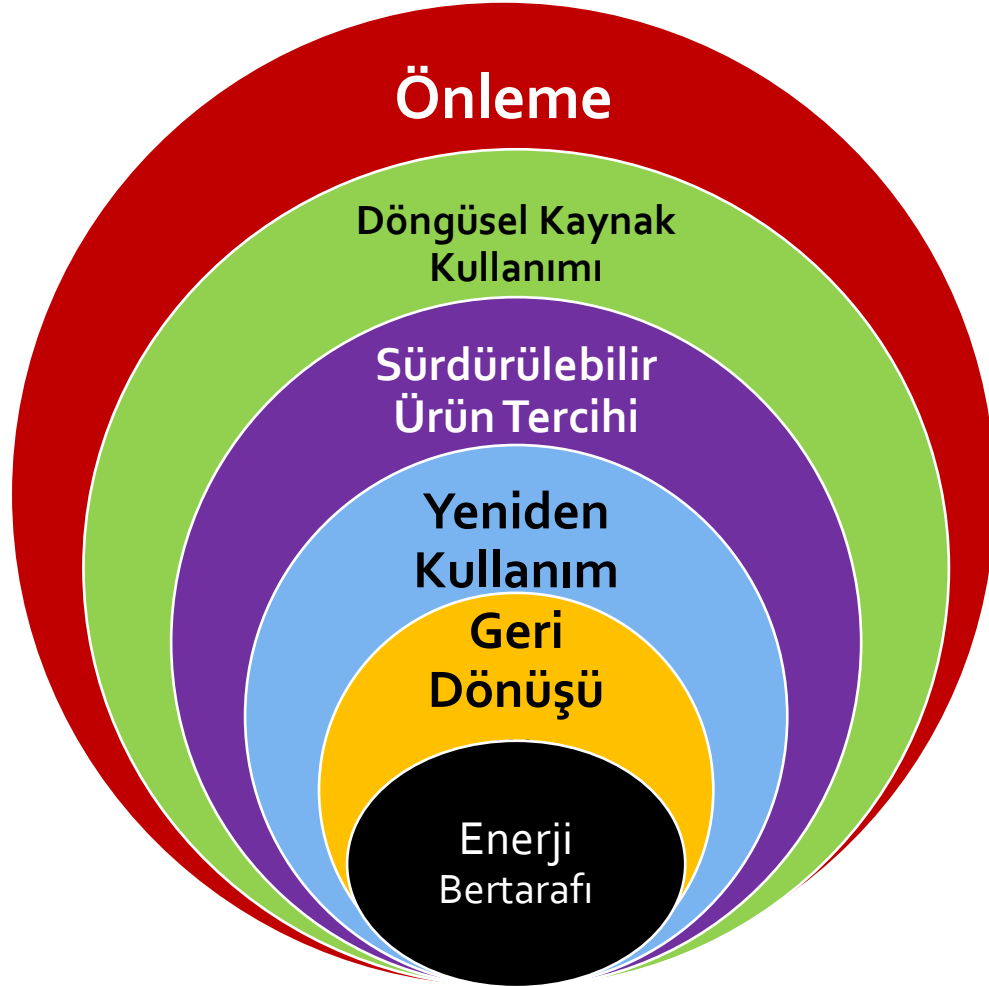 Önleme
Döngüsel Kaynak
Kullanımı
Sürdürülebilir
Ürün Tercihi
Yeniden
Kullanım
Geri
Dönüşü
Enerji
Bertarafı